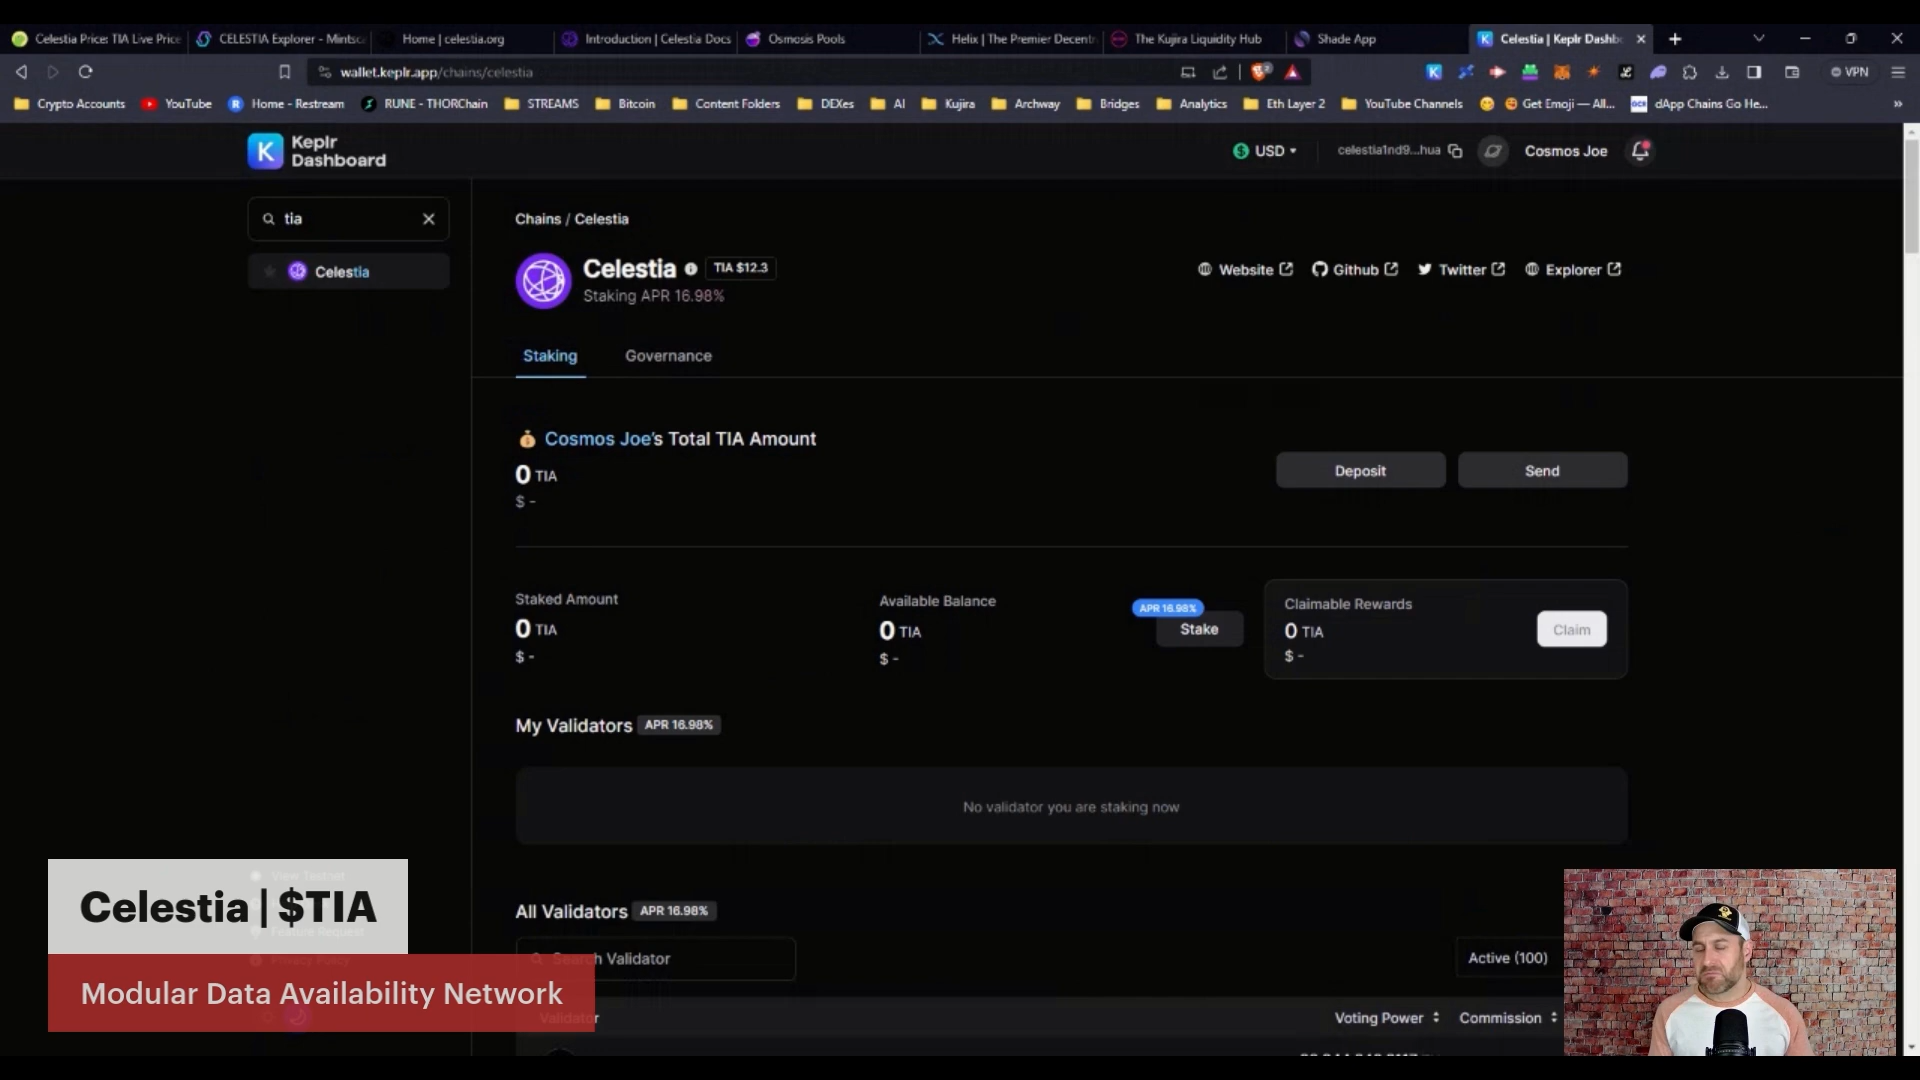 Celestia Price: TIA Live Price
CELESTIA Explorer - Mintsc
Home | celestia.org
Introduction | Celestia Docs
Osmosis Pools
Helix | The Premier Decentr
The Kujira Liquidity Hub
Shade App
Celestia | Keplr Dashb
wallet.keplr.app/chains/celestia
VPN
Crypto Accounts
YouTube
Home - Restream
RUNE - THORChain
STREAMS
Bitcoin
Content Folders
DEXes
AI
Kujira
Archway
Bridges
Analytics
Eth Layer 2
YouTube Channels
Get Emoji — All...
dApp Chains Go He...
Keplr
Dashboard
USD
celestia1nd9...hua
Cosmos Joe
tia
Celestia
Chains / Celestia
Celestia
TIA $12.3
Staking APR 16.98%
Website
Github
Twitter
Explorer
Staking
Governance
Cosmos Joe's Total TIA Amount
0 TIA
$ -
Deposit
Send
Staked Amount
0 TIA
$ -
Available Balance
0 TIA
$ -
APR 16.98%
Stake
Claimable Rewards
0 TIA
$ -
Claim
My Validators APR 16.98%
No validator you are staking now
All Validators APR 16.98%
Search Validator
Active (100)
Validator
Voting Power
Commission
View Testnet
Feature Request
Privacy Policy
Celestia | $TIA
Modular Data Availability Network